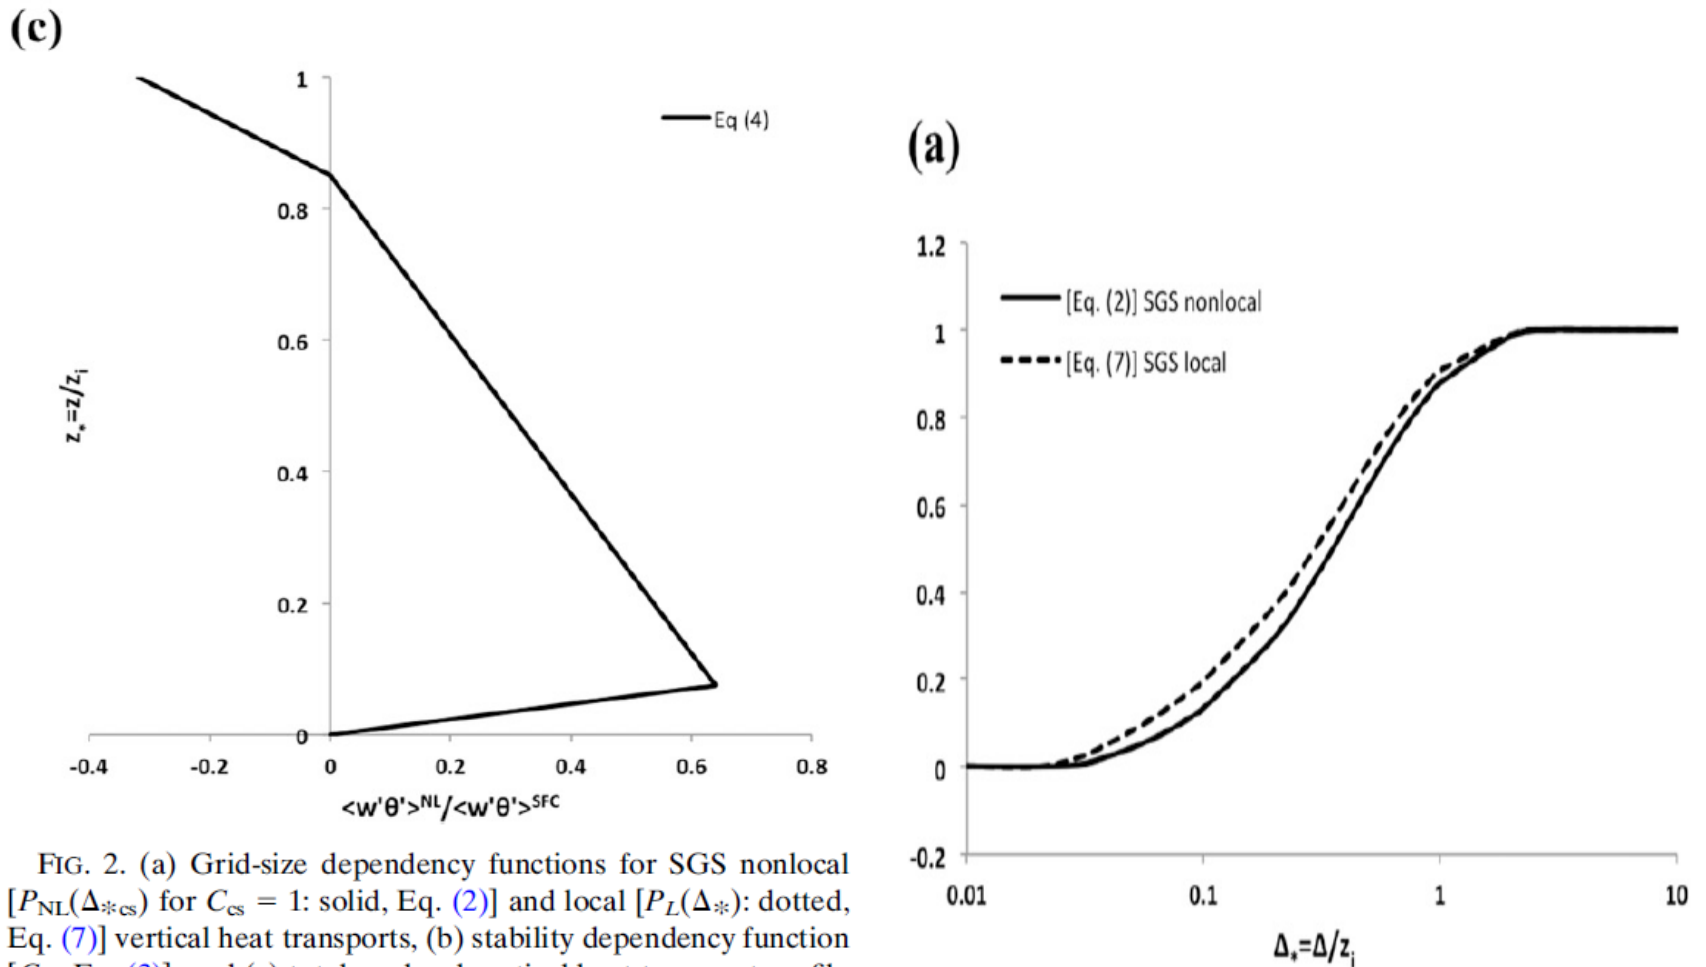 (c)
1
0.8
0.6
0.4
0.2
0
-0.4 -0.2 0 0.2 0.4 0.6 0.8
z*=z/zi
<w'θ'>NL/<w'θ'>SFC
Eq (4)
FIG. 2. (a) Grid-size dependency functions for SGS nonlocal
[PNL(Δ*cs) for Ccs = 1: solid, Eq. (2)] and local [PL(Δ*): dotted,
Eq. (7)] vertical heat transports, (b) stability dependency function
(a)
1.2
1
0.8
0.6
0.4
0.2
0
-0.2
0.01 0.1 1 10
[Eq. (2)] SGS nonlocal
[Eq. (7)] SGS local
Δ*=Δ/zi